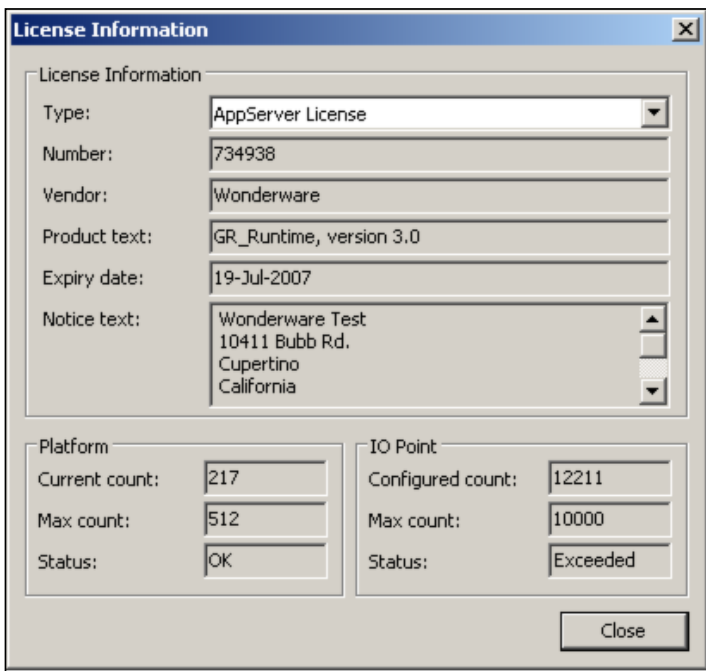 License Information
License Information
Type: AppServer License
Number: 734938
Vendor: Wonderware
Product text: GR_Runtime, version 3.0
Expiry date: 19-Jul-2007
Notice text: Wonderware Test
10411 Bubb Rd.
Cupertino
California
Platform
Current count: 217
Max count: 512
Status: OK
IO Point
Configured count: 12211
Max count: 10000
Status: Exceeded
Close